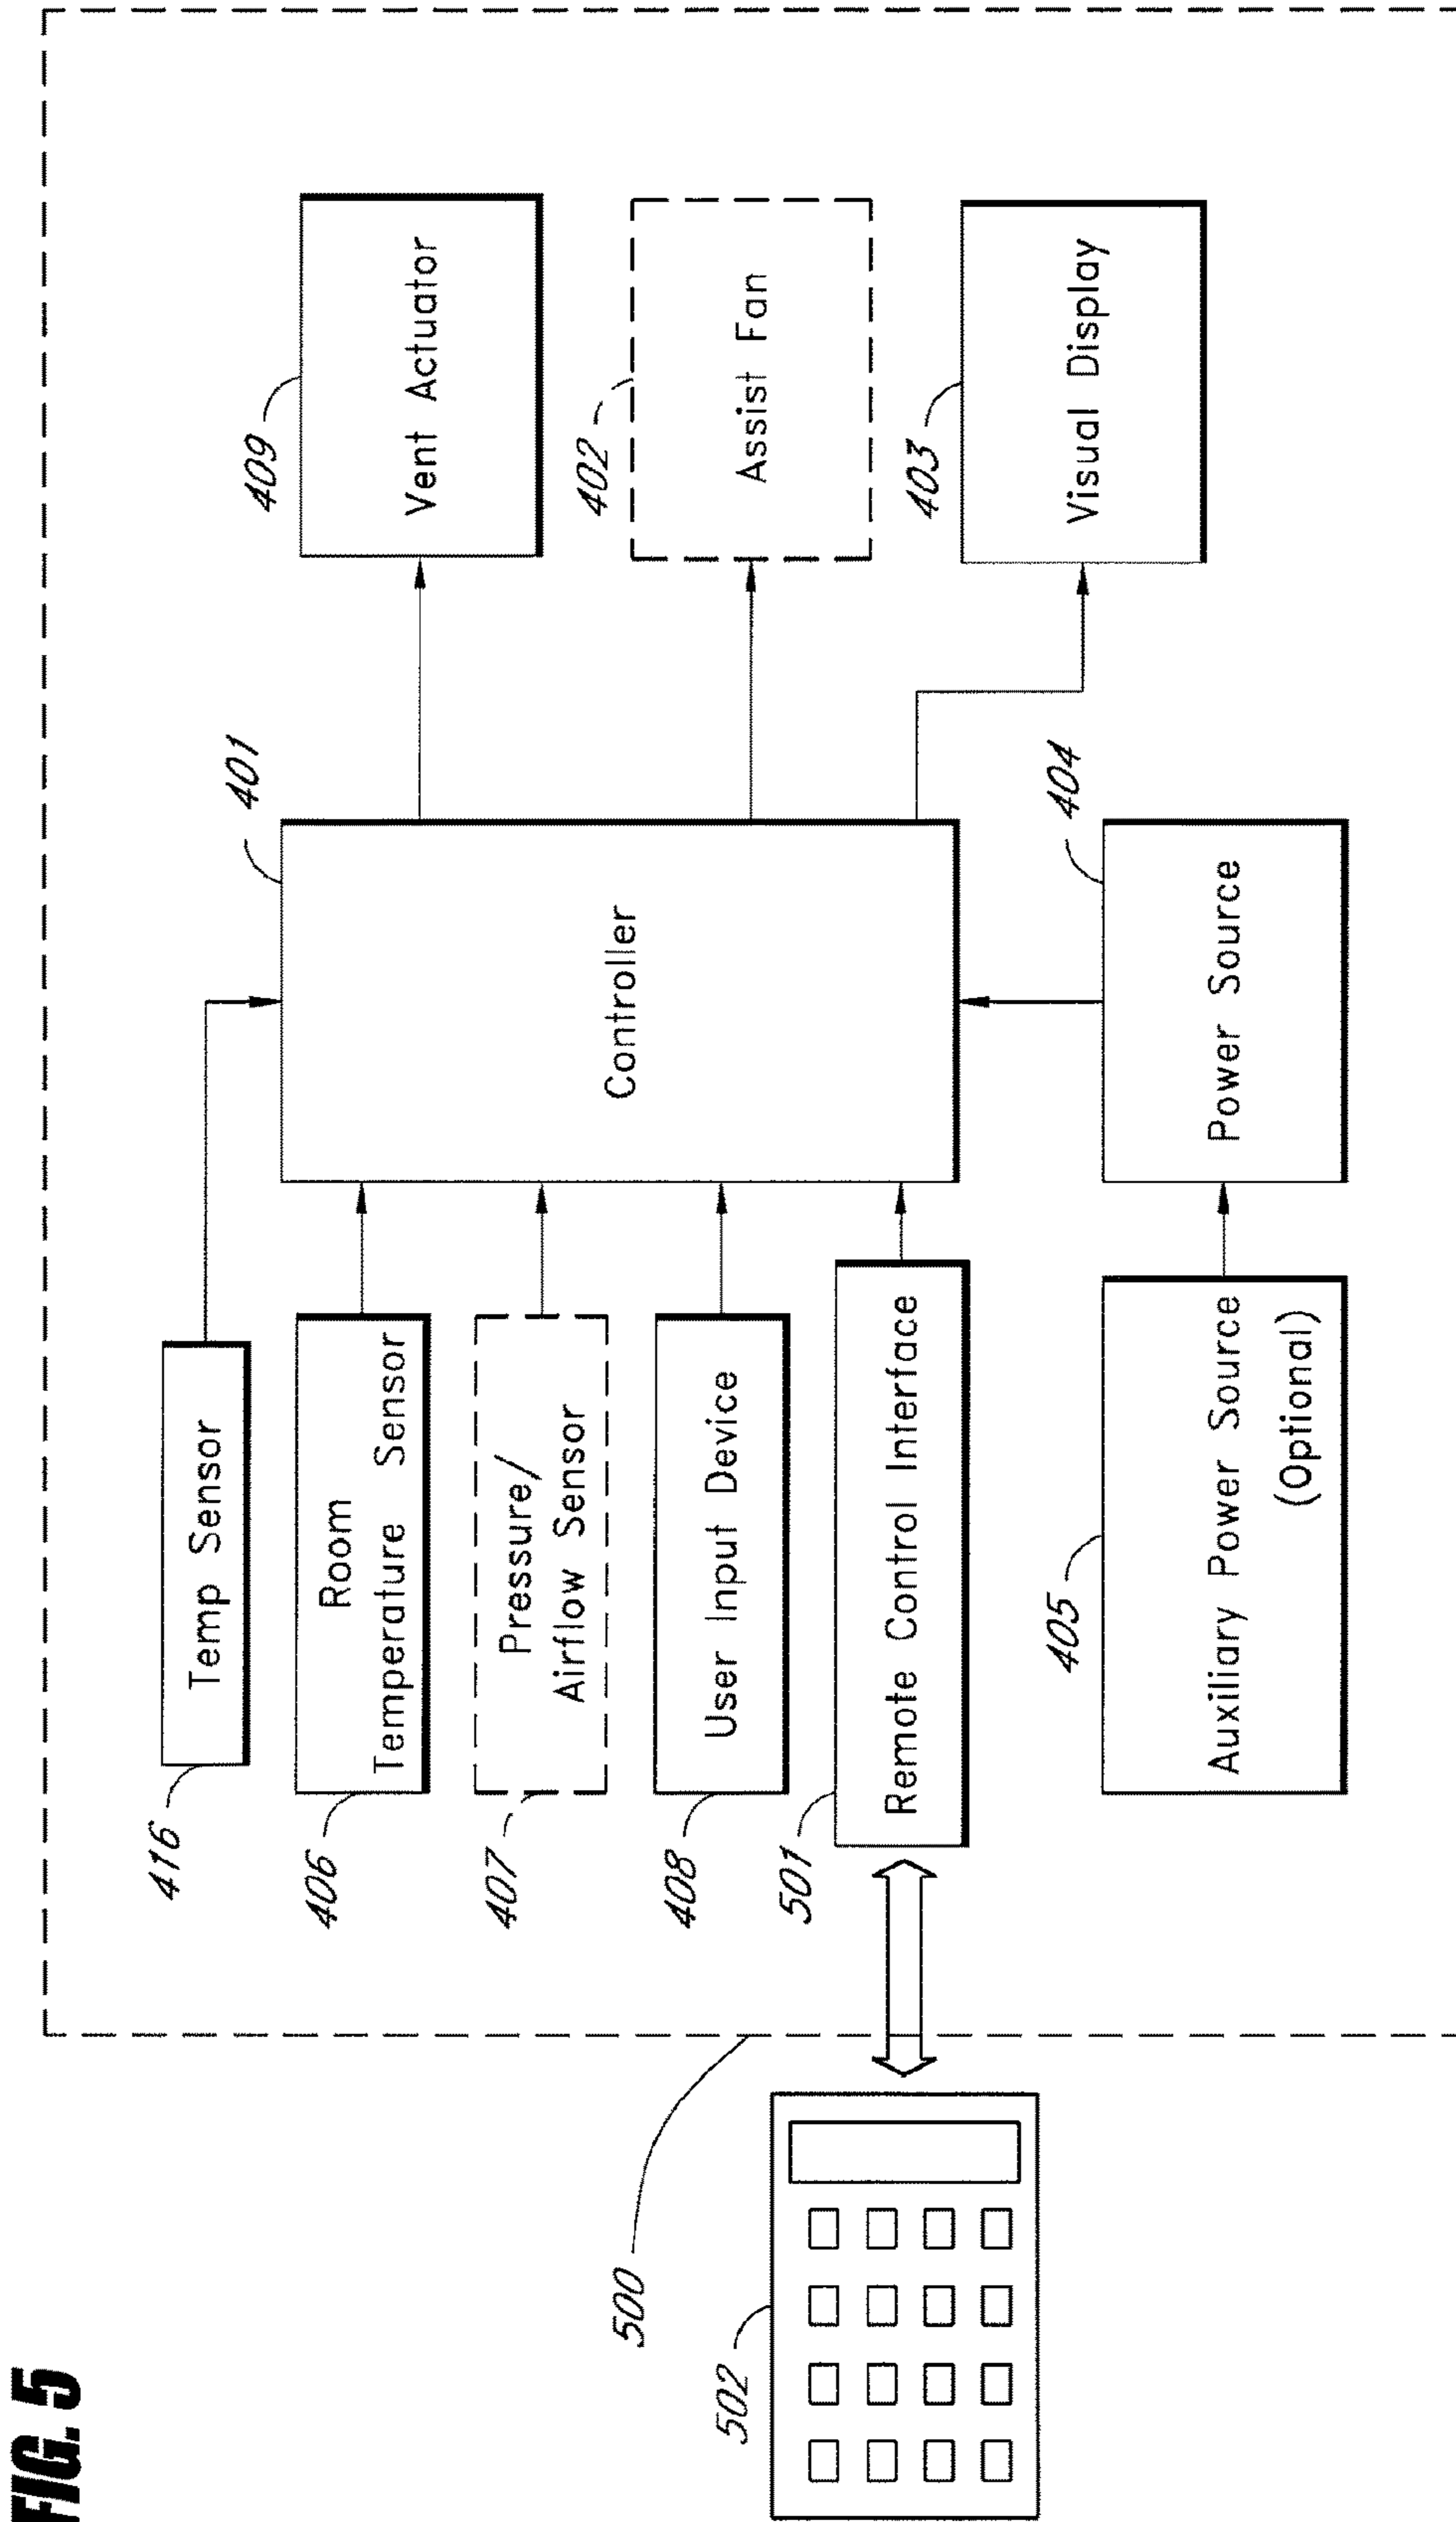 FIG. 5
416
Temp Sensor
406
Room
Temperature Sensor
407
Pressure/
Airflow Sensor
408
User Input Device
501
Remote Control Interface
405
Auxiliary Power Source
(Optional)
401
Controller
404
Power Source
409
Vent Actuator
402
Assist Fan
403
Visual Display
500
502